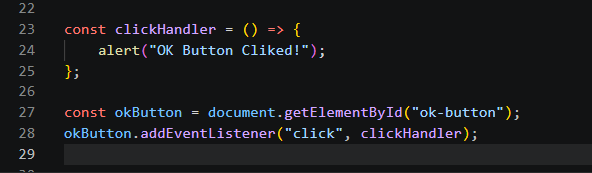 22
23 const clickHandler = () => {
24     alert("OK Button Cliked!");
25 };
26
27 const okButton = document.getElementById("ok-button");
28 okButton.addEventListener("click", clickHandler);
29